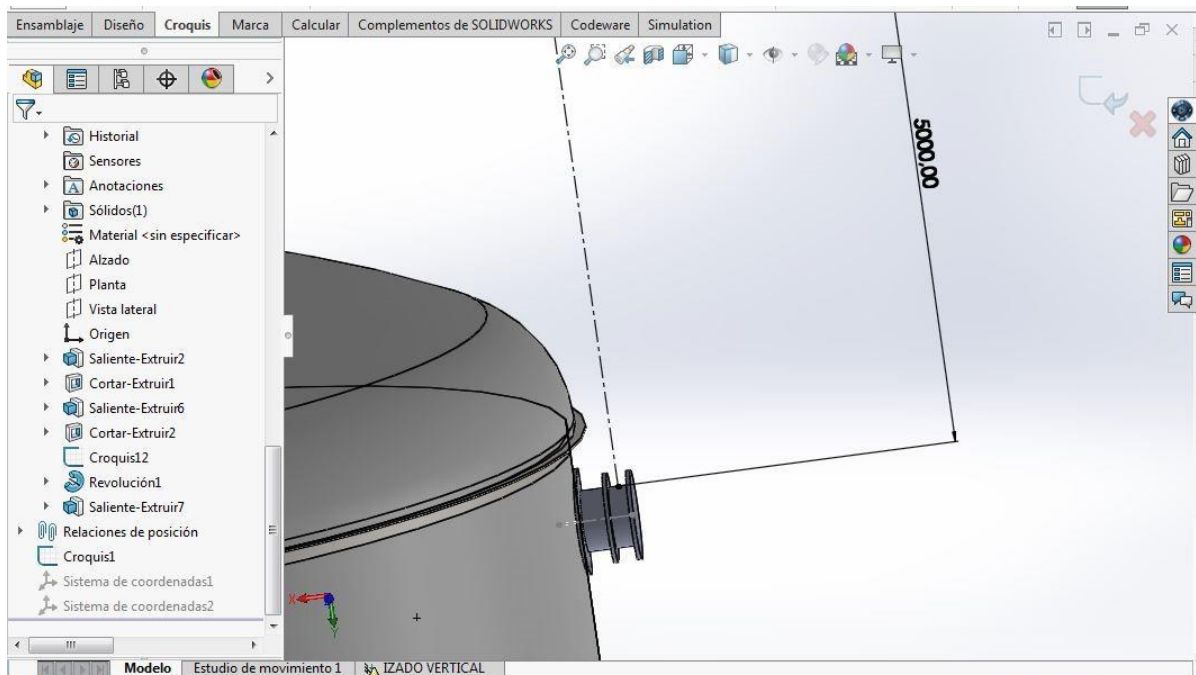 Ensamblaje Diseño Croquis Marca Calcular Complementos de SOLIDWORKS Codeware Simulation
Historial
Sensores
Anotaciones
Sólidos(1)
Material <sin especificar>
Alzado
Planta
Vista lateral
Origen
Saliente-Extruir2
Cortar-Extruir1
Saliente-Extruir6
Cortar-Extruir2
Croquis12
Revolución1
Saliente-Extruir7
Relaciones de posición
Croquis1
Sistema de coordenadas1
Sistema de coordenadas2
5000,00
X
Y
Modelo Estudio de movimiento 1 IZADO VERTICAL